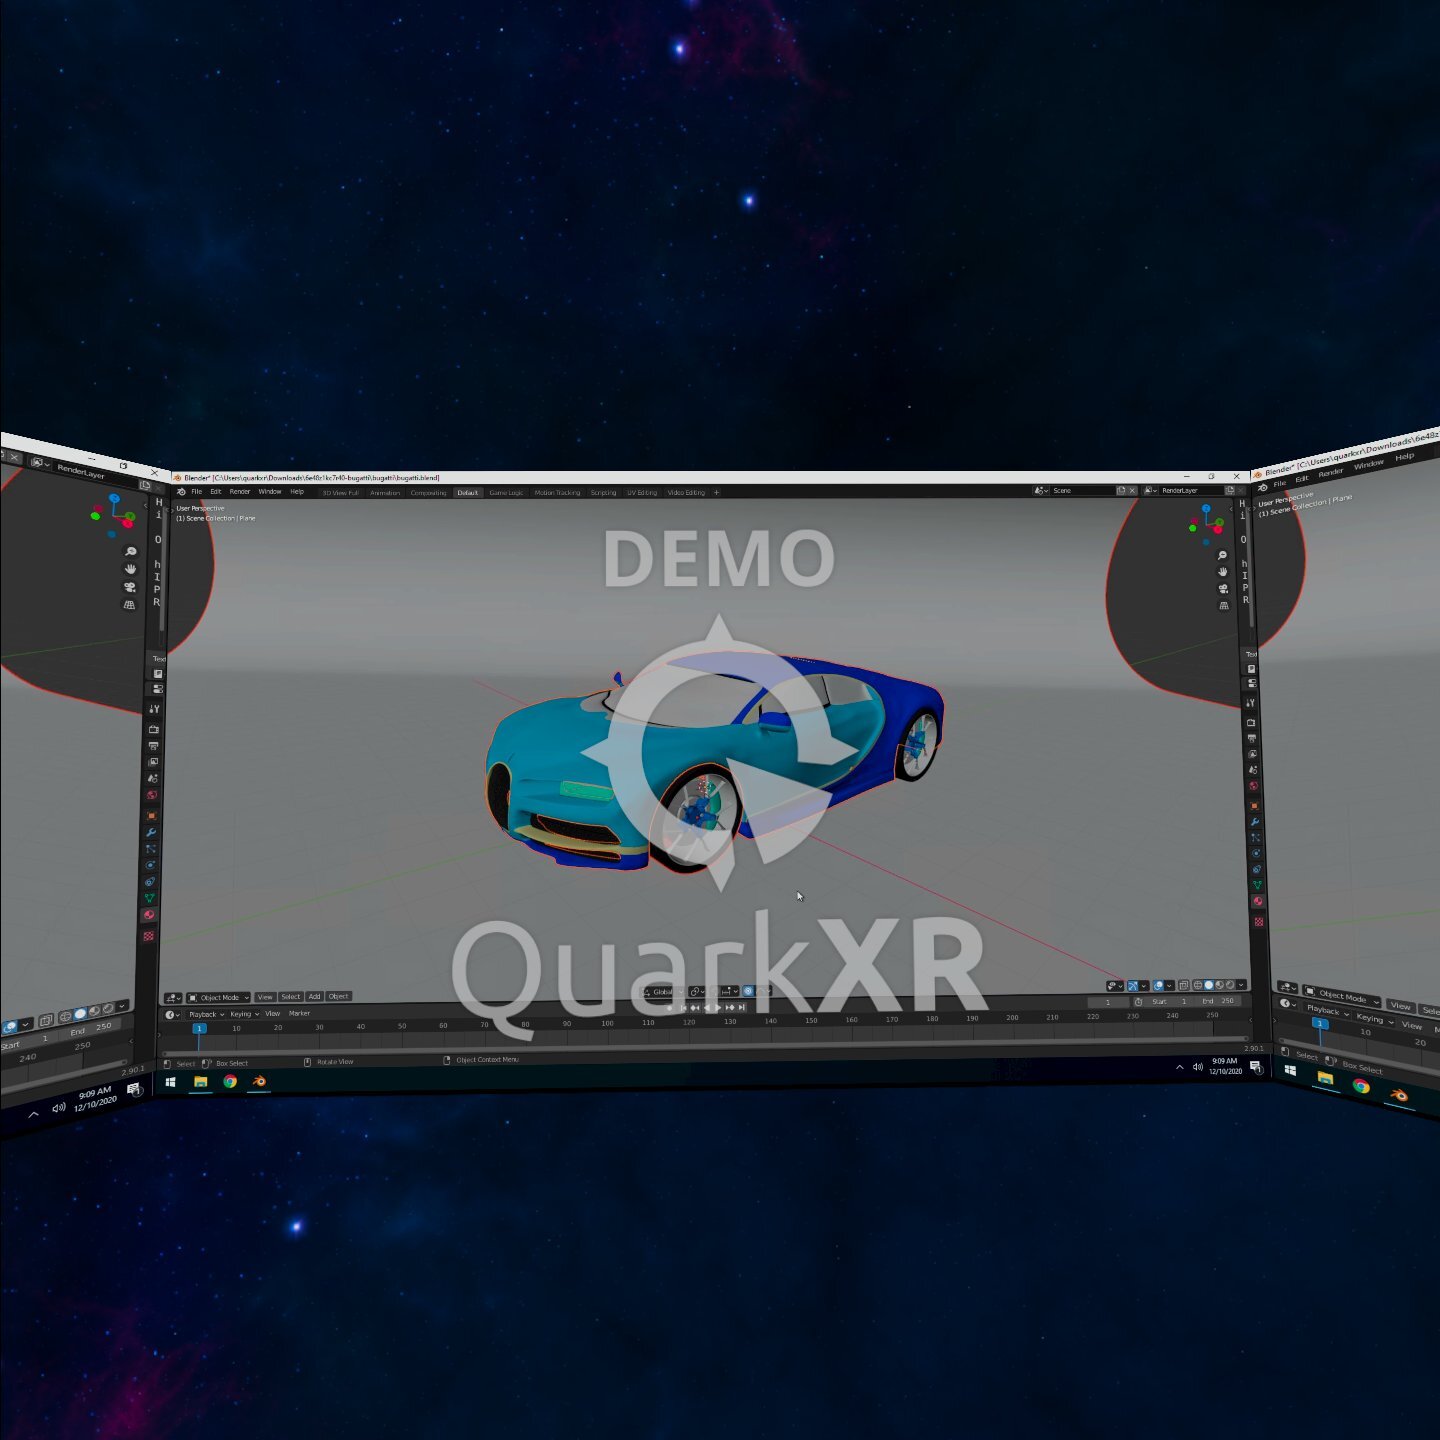 RenderLayer
Blender* [C:\Users\quarkxr\Downloads\6e48z1kc7r40-bugatti\bugatti\bugatti.blend]
File Edit Render Window Help 3D View Full Animation Compositing Default Game Logic Motion Tracking Scripting UV Editing Video Editing + Scene RenderLayer
User Perspective
(1) Scene Collection | Plane
DEMO
QuarkXR
Object Mode View Select Add Object Global
Playback Keying View Marker 1 Start 1 End 250
1 10 20 30 40 50 60 70 80 90 100 110 120 130 140 150 160 170 180 190 200 210 220 230 240 250
Select Box Select Rotate View Object Context Menu 2.90.1
9:09 AM
12/10/2020
H
i
O
h
I
P
R
Text
Start 1 End 250
240 250
2.90.1
9:09 AM
12/10/2020
H
i
O
h
I
P
R
Blender* [C:\Users\quarkxr\Downloads\6e48z
File Edit Render Window Help
User Perspective
(1) Scene Collection | Plane
Object Mode View
Playback Keying View
1 10 20
Select Box Select